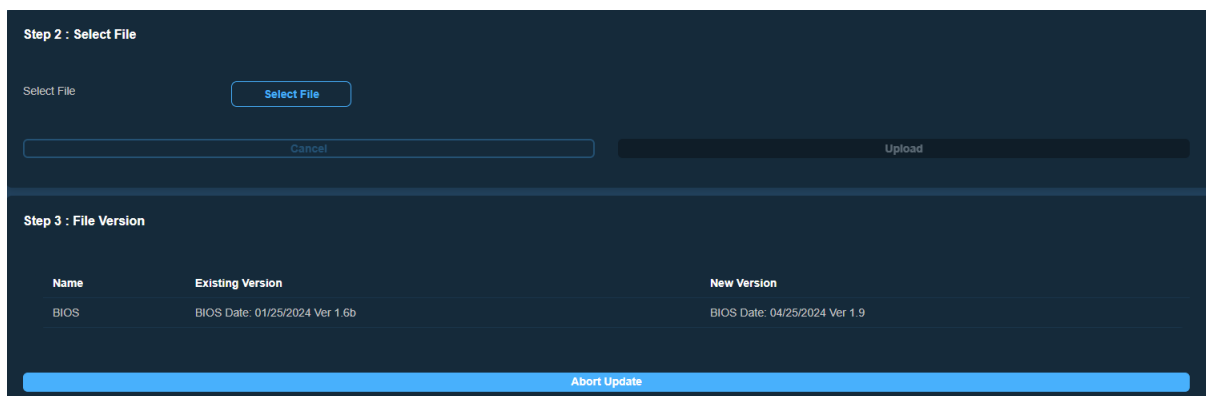 Step 2 : Select File
Select File Select File
Cancel Upload
Step 3 : File Version
Name Existing Version New Version
BIOS BIOS Date: 01/25/2024 Ver 1.6b BIOS Date: 04/25/2024 Ver 1.9
Abort Update